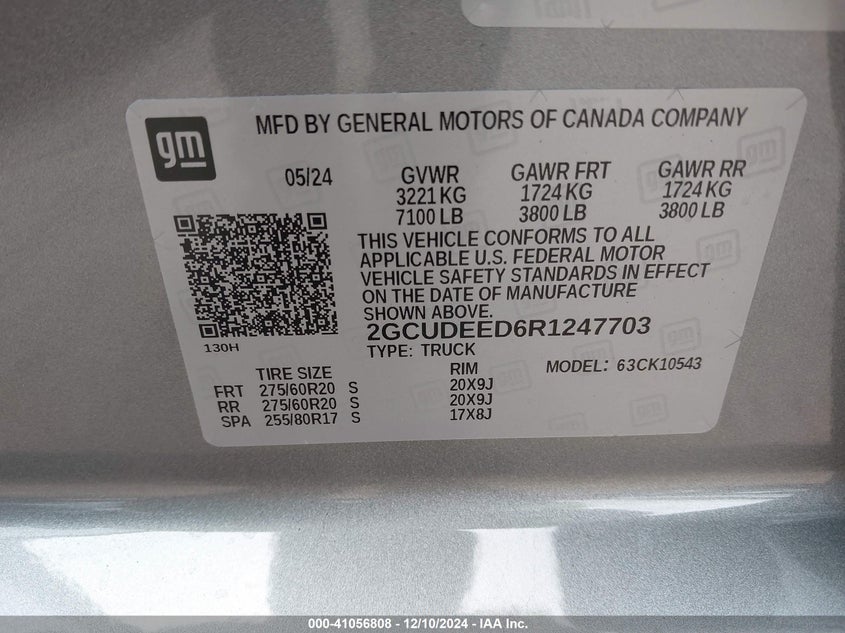 gm
MFD BY GENERAL MOTORS OF CANADA COMPANY
05/24 GVWR GAWR FRT GAWR RR
3221 KG 1724 KG 1724 KG
7100 LB 3800 LB 3800 LB
THIS VEHICLE CONFORMS TO ALL
APPLICABLE U.S. FEDERAL MOTOR
VEHICLE SAFETY STANDARDS IN EFFECT
ON THE DATE OF MANUFACTURE
SHOWN ABOVE.
2GCUDEED6R1247703
130H
TYPE: TRUCK
MODEL: 63CK10543
TIRE SIZE RIM
FRT 275/60R20 S 20X9J
RR 275/60R20 S 20X9J
SPA 255/80R17 S 17X8J
000-41056808 - 12/10/2024 - IAA Inc.